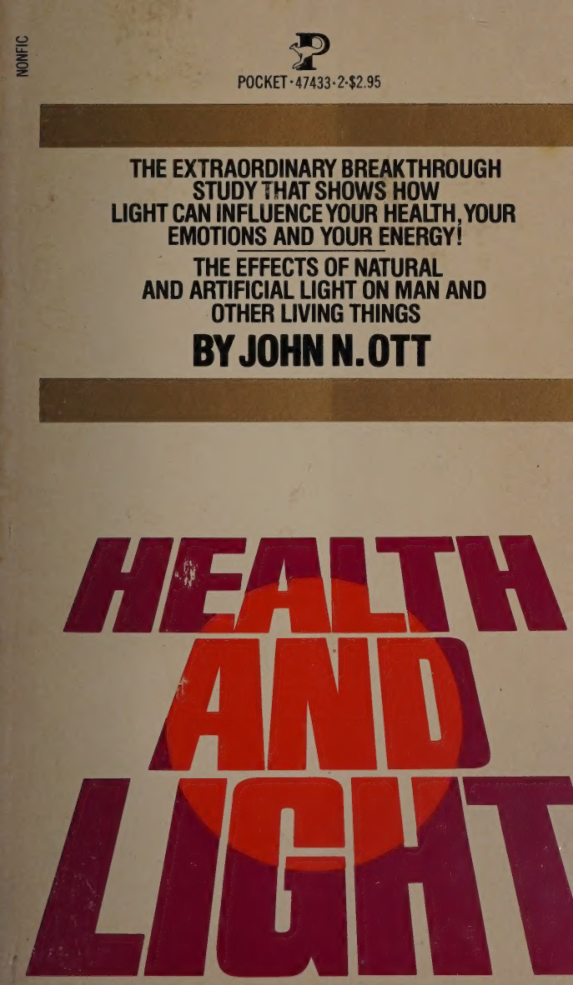 NONFIC
P
POCKET·47433-2·$2.95
THE EXTRAORDINARY BREAKTHROUGH
STUDY THAT SHOWS HOW
LIGHT CAN INFLUENCE YOUR HEALTH, YOUR
EMOTIONS AND YOUR ENERGY!
THE EFFECTS OF NATURAL
AND ARTIFICIAL LIGHT ON MAN AND
OTHER LIVING THINGS
BY JOHN N. OTT
HEALTH
AND
LIGHT